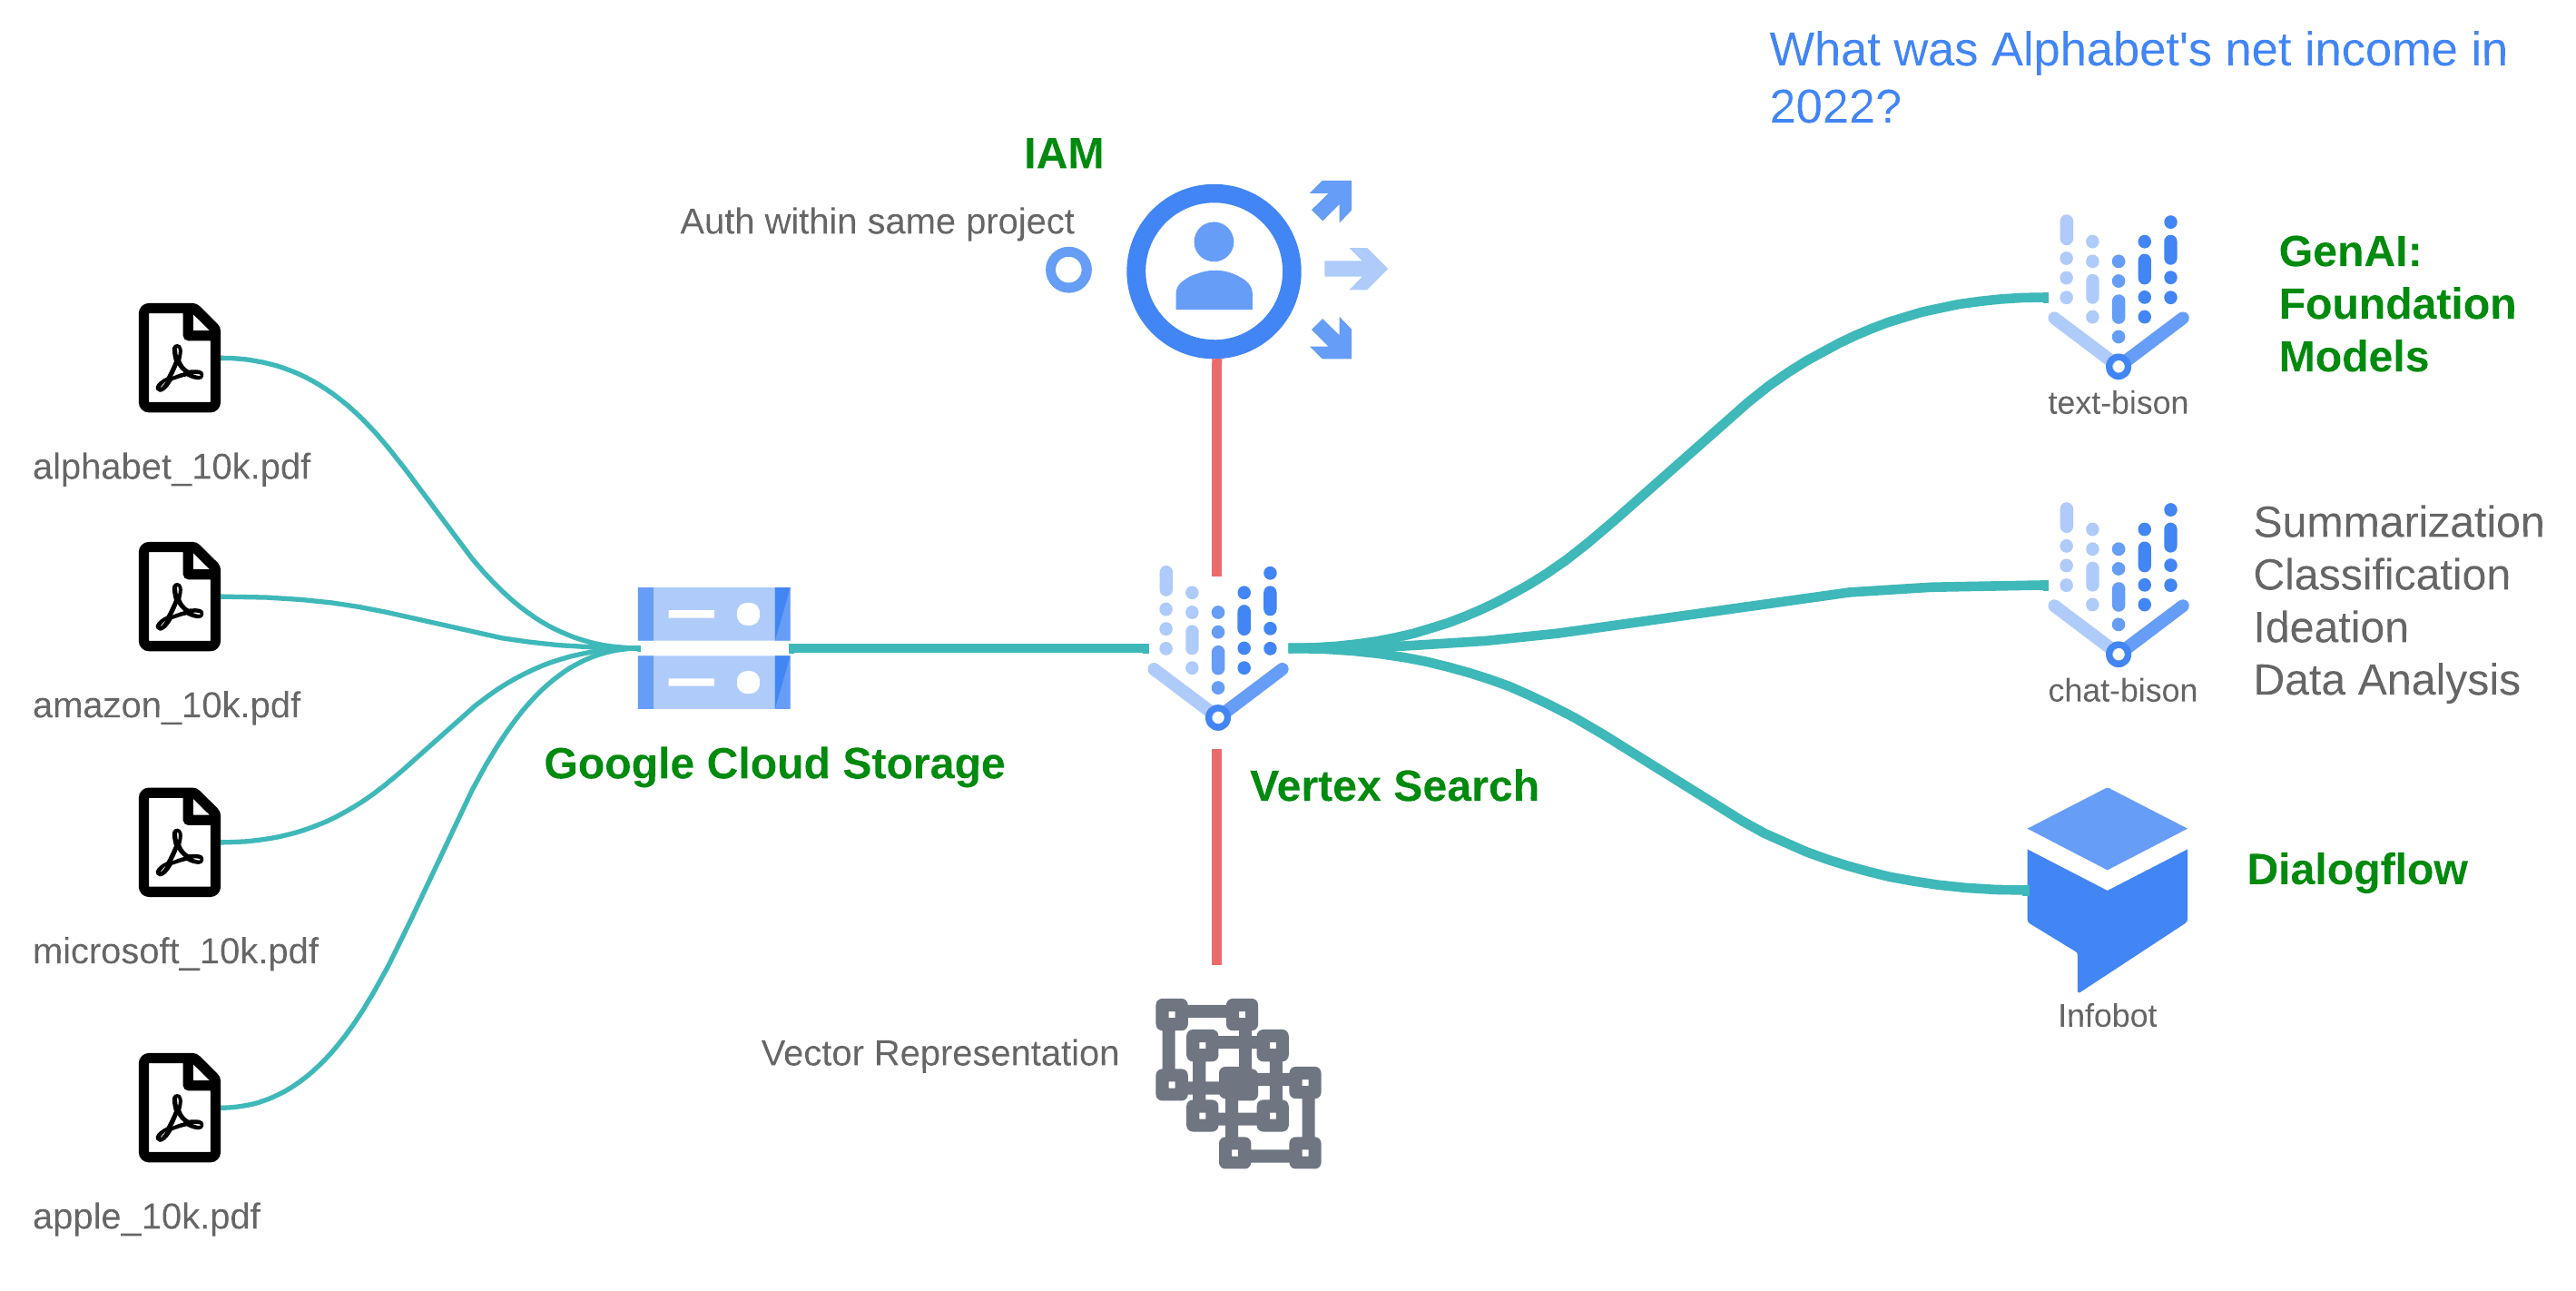 What was Alphabet's net income in
2022?
IAM
Auth within same project
GenAI:
Foundation
Models
text-bison
alphabet_10k.pdf
Summarization
Classification
Ideation
Data Analysis
chat-bison
amazon_10k.pdf
Google Cloud Storage
Vertex Search
Dialogflow
microsoft_10k.pdf
Infobot
Vector Representation
apple_10k.pdf